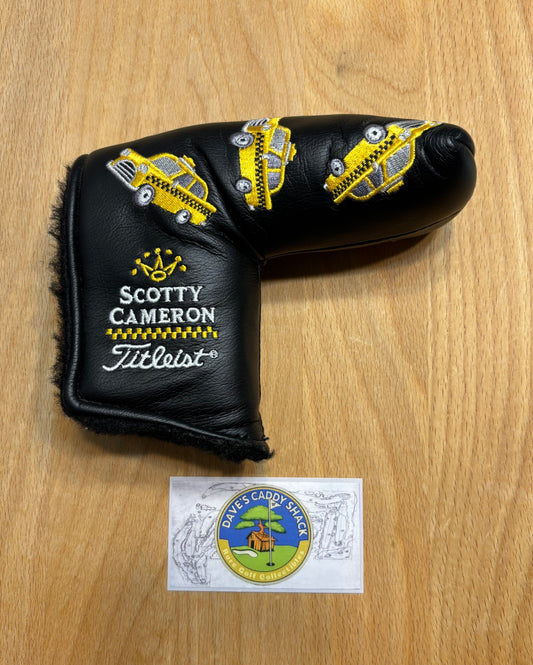 SCOTTY
CAMERON
Titleist®
DAVE'S CADDY SHACK
Rare Golf Collectibles